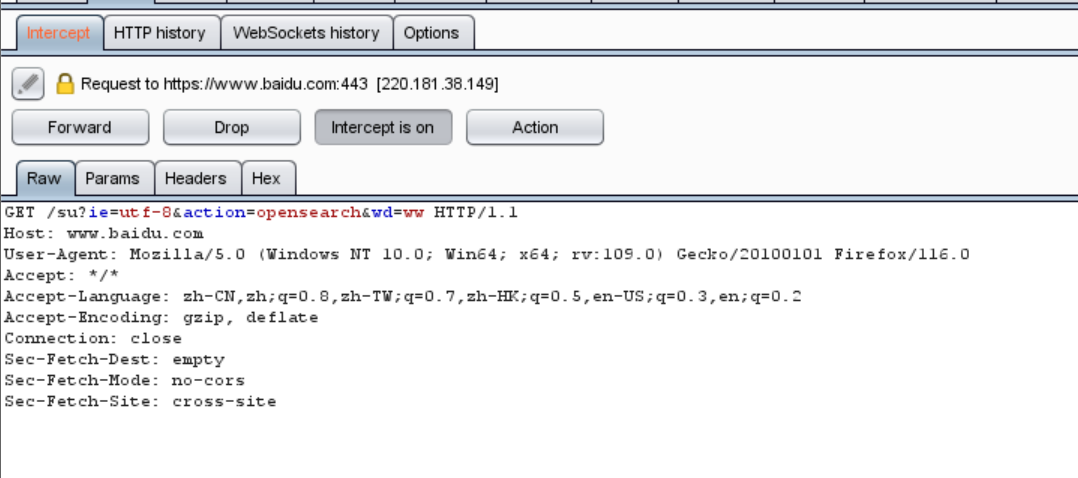 Intercept HTTP history WebSockets history Options
Request to https://www.baidu.com:443 [220.181.38.149]
Forward Drop Intercept is on Action
Raw Params Headers Hex
GET /su?ie=utf-8&action=opensearch&wd=ww HTTP/1.1
Host: www.baidu.com
User-Agent: Mozilla/5.0 (Windows NT 10.0; Win64; x64; rv:109.0) Gecko/20100101 Firefox/116.0
Accept: */*
Accept-Language: zh-CN,zh;q=0.8,zh-TW;q=0.7,zh-HK;q=0.5,en-US;q=0.3,en;q=0.2
Accept-Encoding: gzip, deflate
Connection: close
Sec-Fetch-Dest: empty
Sec-Fetch-Mode: no-cors
Sec-Fetch-Site: cross-site